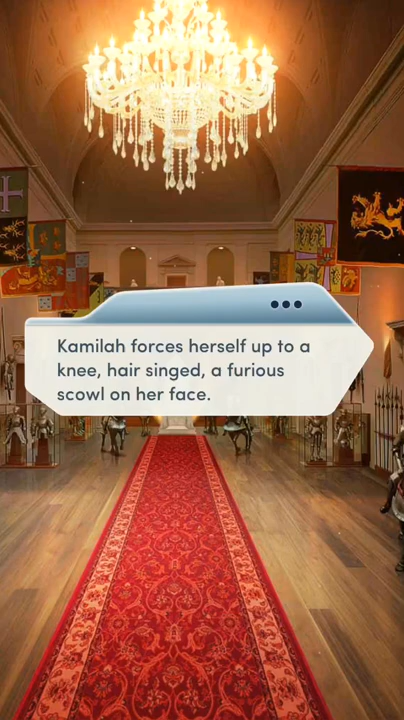 Kamilah forces herself up to a
knee, hair singed, a furious
scowl on her face.